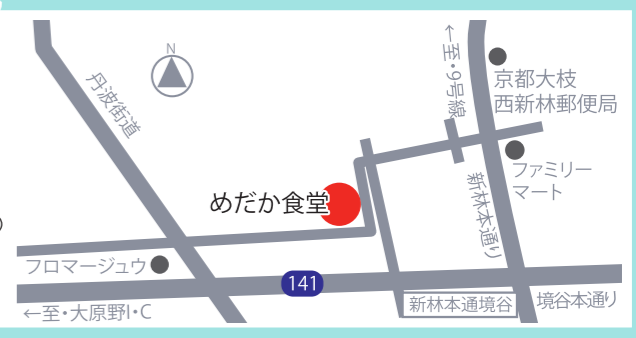 N
←至・9号線
丹波街道
京都大枝
西新林郵便局
ファミリー
マート
新林本通り
めだか食堂
フロマージュウ
141
←至・大原野I・C
新林本通境谷
境谷本通り